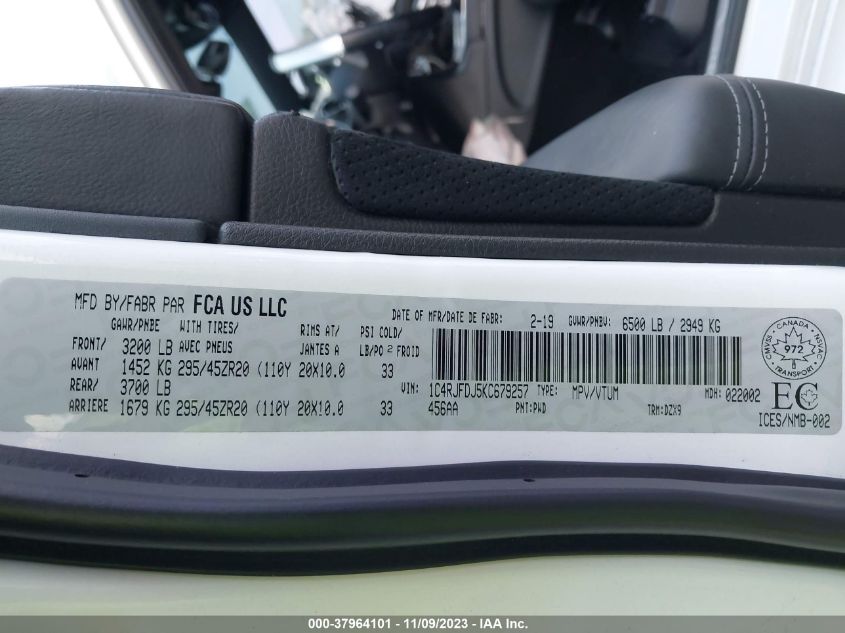 MFD BY/FABR PAR FCA US LLC
DATE OF MFR/DATE DE FABR: 2-19 GVWR/PNBV: 6500 LB / 2949 KG
GAWR/PNBE WITH TIRES/ RIMS AT/ PSI COLD/
FRONT/ 3200 LB AVEC PNEUS JANTES A LB/PO² FROID
AVANT 1452 KG 295/45ZR20 (110Y 20X10.0 33
REAR/ 3700 LB
ARRIERE 1679 KG 295/45ZR20 (110Y 20X10.0 33
VIN: 1C4RJFDJ5KC679257 TYPE: MPV/VTUM MDH: 022002
456AA PNT:PWD TRM:DZX9
CANADA
CMVSS 972 NSVAC
TRANSPORT
EC
ICES/NMB-002
000-37964101 - 11/09/2023 - © IAA Inc.